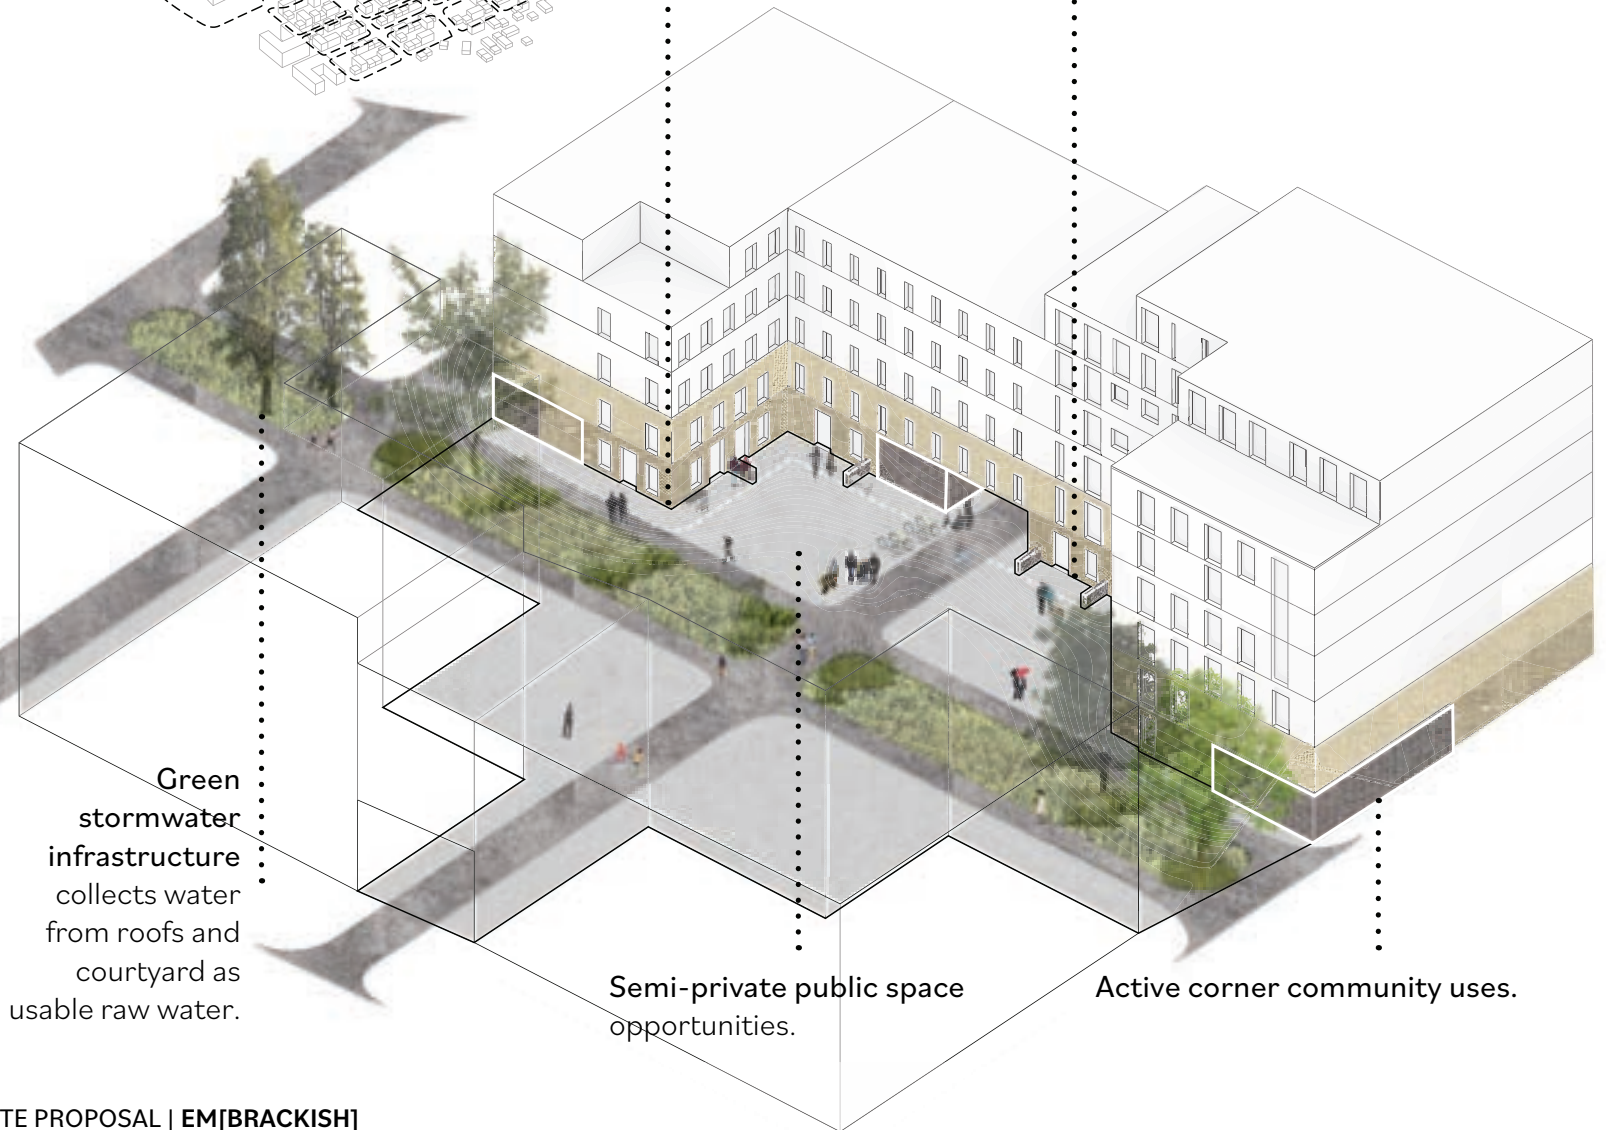 Green
stormwater
infrastructure
collects water
from roofs and
courtyard as
usable raw water.
Semi-private public space
opportunities.
Active corner community uses.
TE PROPOSAL | EM[BRACKISH]